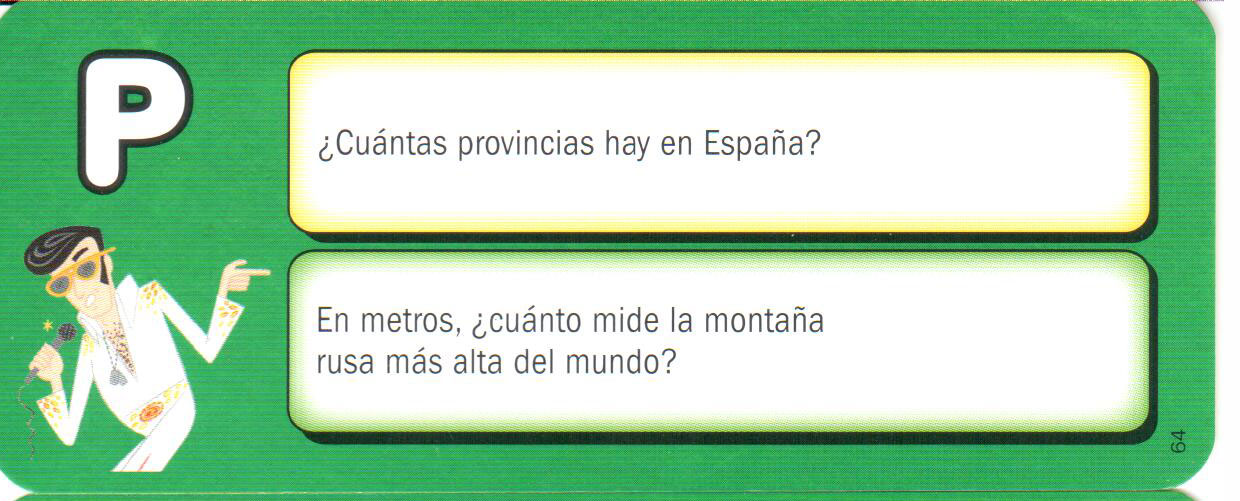 P
¿Cuántas provincias hay en España?
En metros, ¿cuánto mide la montaña
rusa más alta del mundo?
64